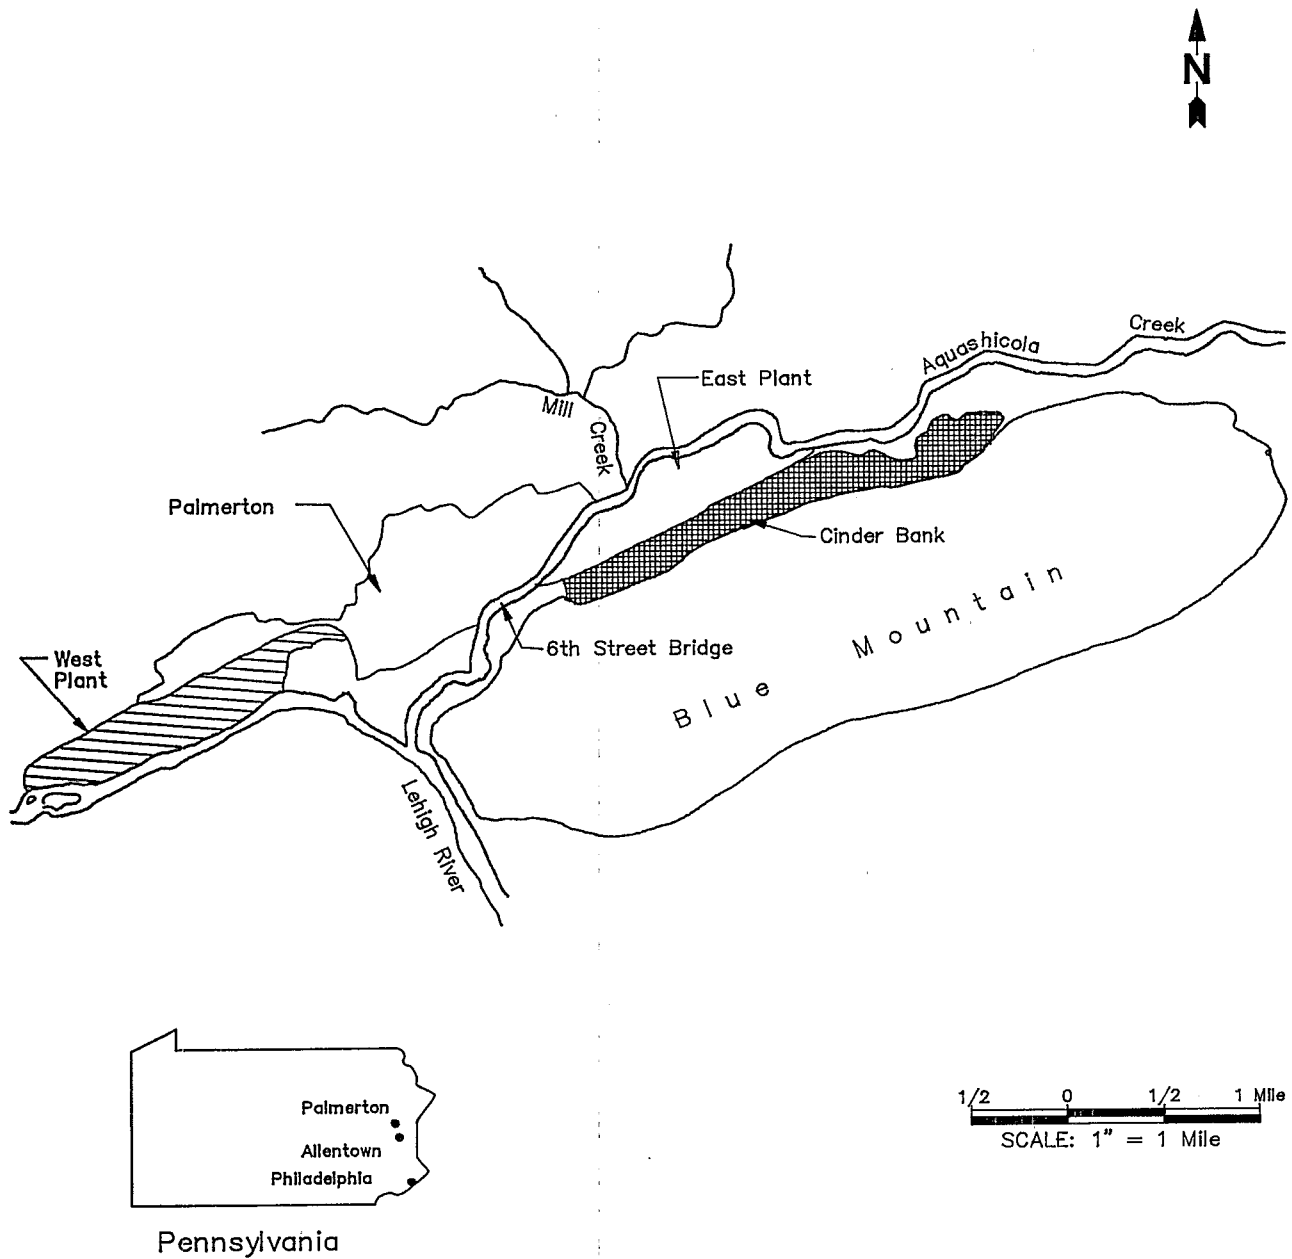 N
Creek
Aquashicola
East Plant
Mill
Creek
Palmerton
Cinder Bank
Mountain
6th Street Bridge
West
Plant
Blue
Lehigh River
Palmerton
Allentown
Philadelphia
Pennsylvania
1/2 0 1/2 1 Mile
SCALE: 1" = 1 Mile